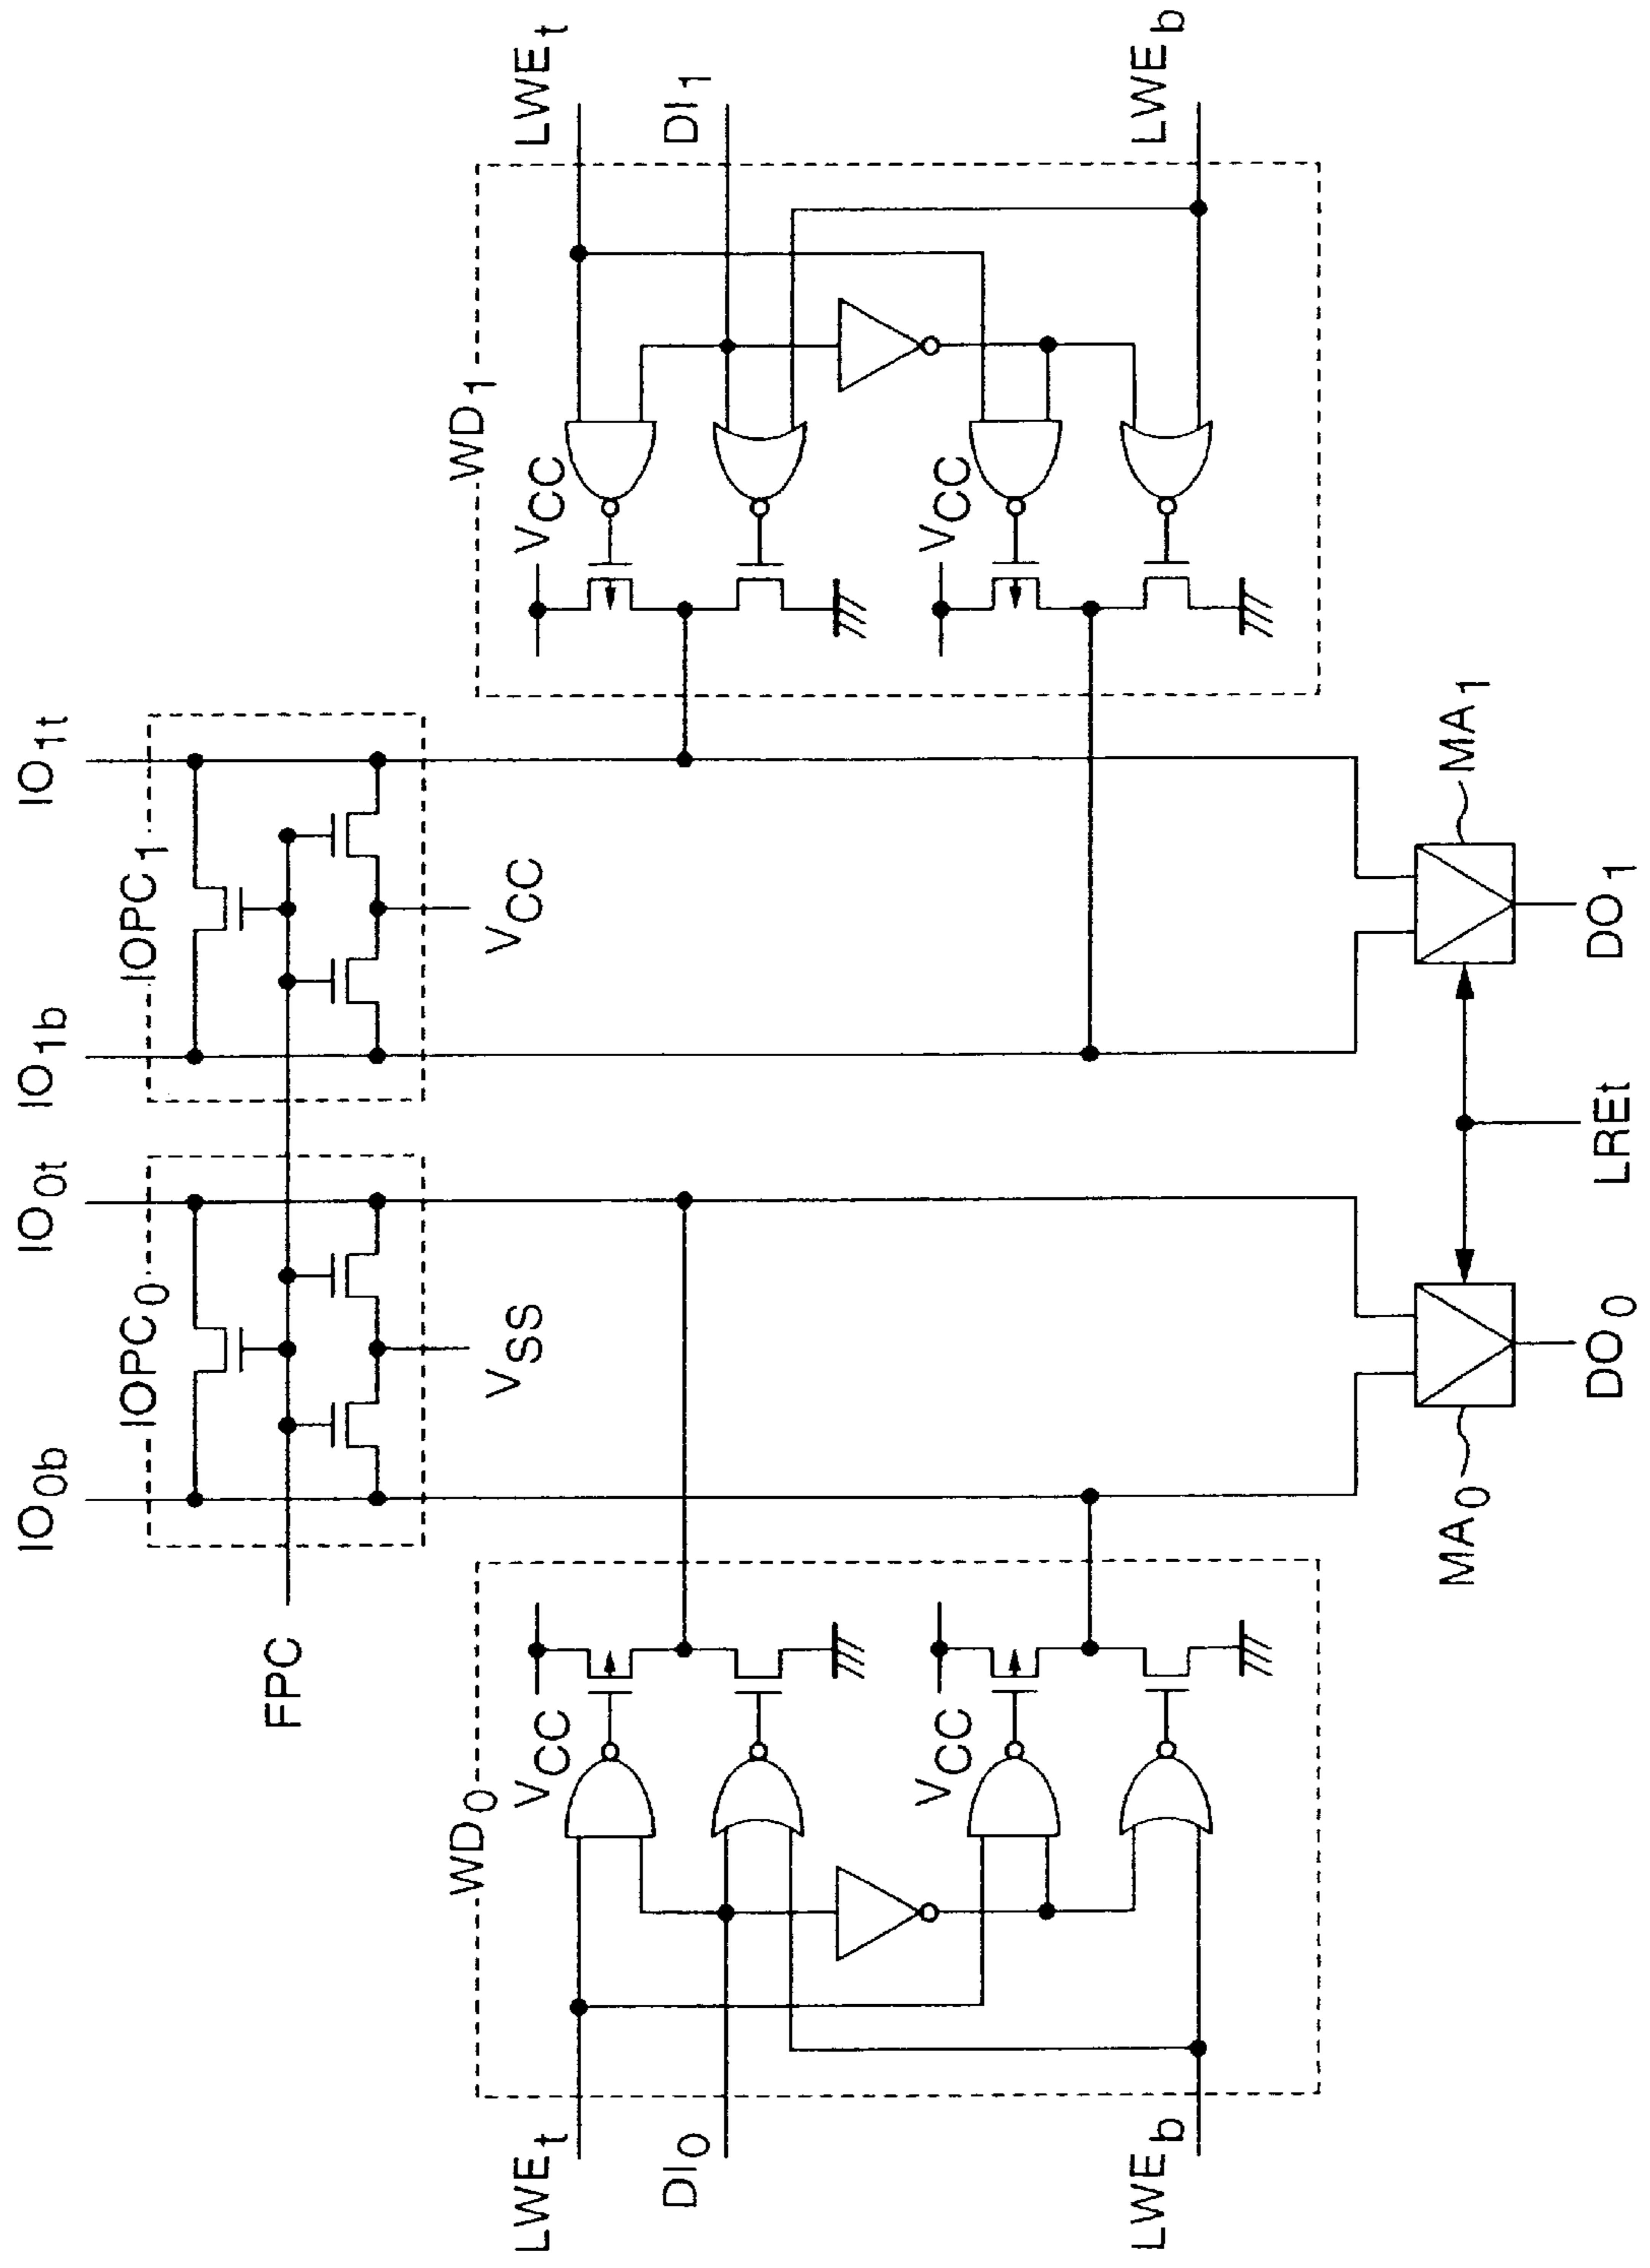 IO0b
IO0t
IO1b
IO1t
IOPC0
IOPC1
FPC
VSS
VCC
WD0
WD1
LWEt
DI0
LWEb
VCC
VCC
VCC
VCC
LWEt
DI1
LWEb
MA0
MA1
DO0
LREt
DO1